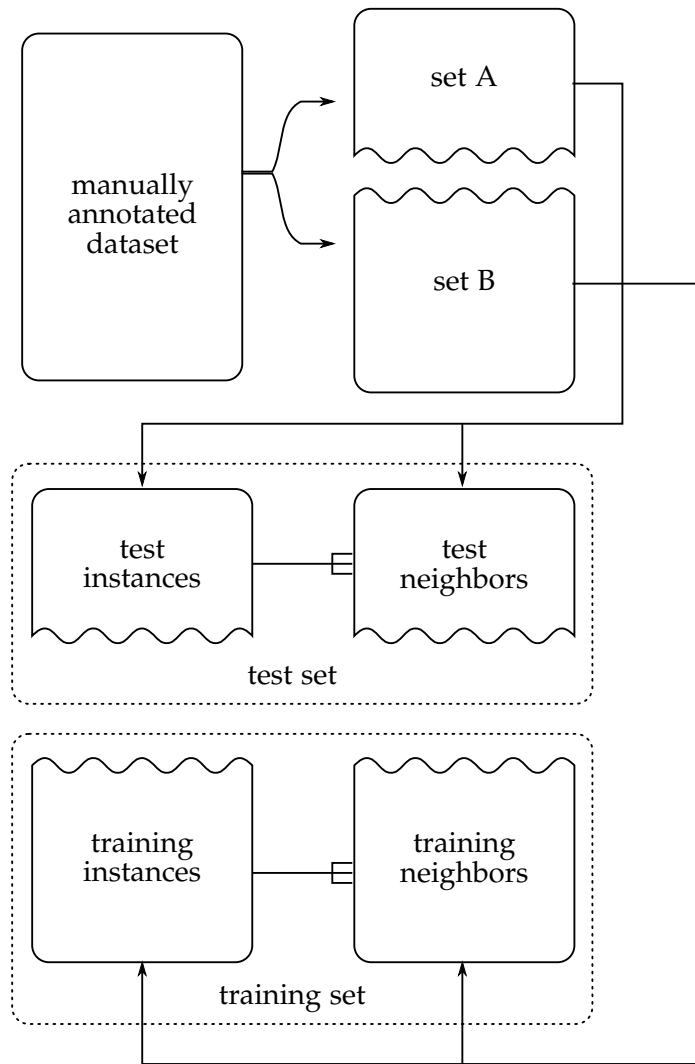 set A
manually
annotated
dataset
set B
test
instances
test
neighbors
test set
training
instances
training
neighbors
training set